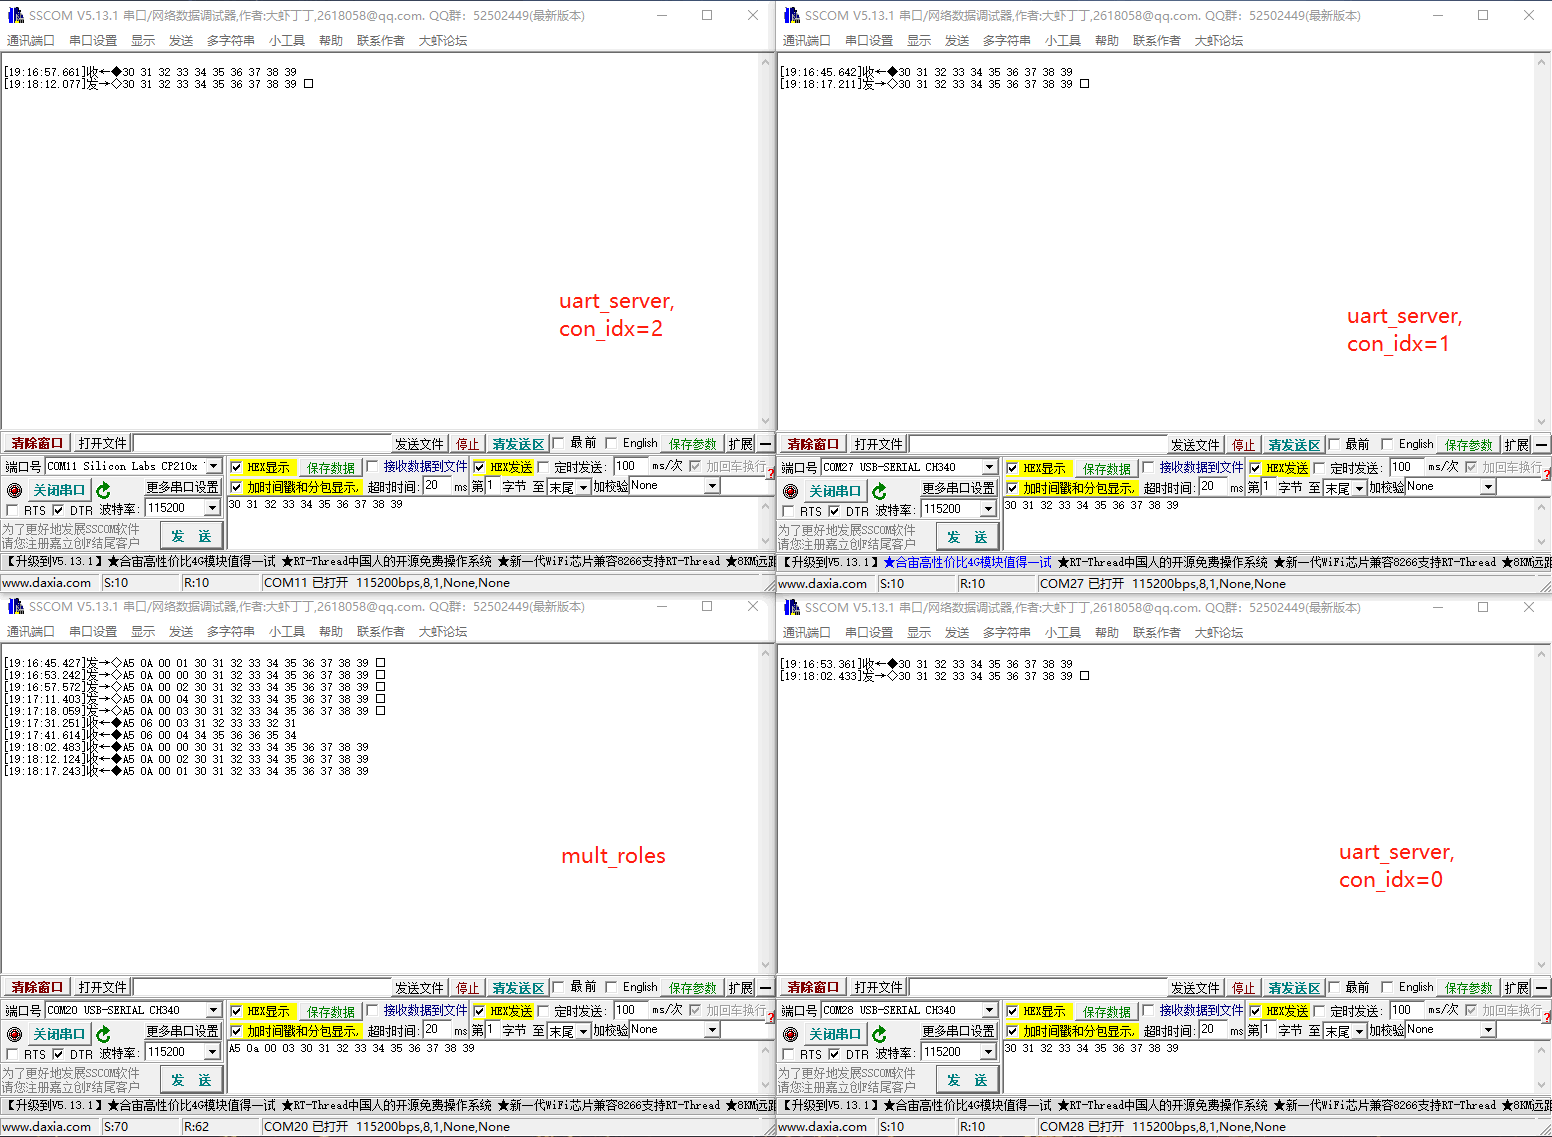 SSCOM V5.13.1 串口/网络数据调试器,作者:大虾丁丁,2618058@qq.com. QQ群: 52502449(最新版本)
通讯端口 串口设置 显示 发送 多字符串 小工具 帮助 联系作者 大虾论坛
[19:16:57.661]收←◆30 31 32 33 34 35 36 37 38 39
[19:18:12.077]发→◇30 31 32 33 34 35 36 37 38 39 □
uart_server,
con_idx=2
清除窗口 打开文件 发送文件 停止 清发送区 最前 English 保存参数 扩展 —
端口号 COM11 Silicon Labs CP210x HEX显示 保存数据 接收数据到文件 HEX发送 定时发送: 100 ms/次 加回车换行 ?
关闭串口 更多串口设置 加时间戳和分包显示, 超时时间: 20 ms 第 1 字节 至 末尾 加校验 None
RTS DTR 波特率: 115200
30 31 32 33 34 35 36 37 38 39
为了更好地发展SSCOM软件
请您注册嘉立创F结尾客户
发 送
【升级到V5.13.1】★合宙高性价比4G模块值得一试 ★RT-Thread中国人的开源免费操作系统 ★新一代WiFi芯片兼容8266支持RT-Thread ★8KM远距
www.daxia.com S:10 R:10 COM11 已打开 115200bps,8,1,None,None
SSCOM V5.13.1 串口/网络数据调试器,作者:大虾丁丁,2618058@qq.com. QQ群: 52502449(最新版本)
通讯端口 串口设置 显示 发送 多字符串 小工具 帮助 联系作者 大虾论坛
[19:16:45.642]收←◆30 31 32 33 34 35 36 37 38 39
[19:18:17.211]发→◇30 31 32 33 34 35 36 37 38 39 □
uart_server,
con_idx=1
清除窗口 打开文件 发送文件 停止 清发送区 最前 English 保存参数 扩展 —
端口号 COM27 USB-SERIAL CH340 HEX显示 保存数据 接收数据到文件 HEX发送 定时发送: 100 ms/次 加回车换行 ?
关闭串口 更多串口设置 加时间戳和分包显示, 超时时间: 20 ms 第 1 字节 至 末尾 加校验 None
RTS DTR 波特率: 115200
30 31 32 33 34 35 36 37 38 39
为了更好地发展SSCOM软件
请您注册嘉立创F结尾客户
发 送
【升级到V5.13.1】★合宙高性价比4G模块值得一试 ★RT-Thread中国人的开源免费操作系统 ★新一代WiFi芯片兼容8266支持RT-Thread ★8KM远距
www.daxia.com S:10 R:10 COM27 已打开 115200bps,8,1,None,None
SSCOM V5.13.1 串口/网络数据调试器,作者:大虾丁丁,2618058@qq.com. QQ群: 52502449(最新版本)
通讯端口 串口设置 显示 发送 多字符串 小工具 帮助 联系作者 大虾论坛
[19:16:45.427]发→◇A5 0A 00 01 30 31 32 33 34 35 36 37 38 39 □
[19:16:53.242]发→◇A5 0A 00 00 30 31 32 33 34 35 36 37 38 39 □
[19:16:57.572]发→◇A5 0A 00 02 30 31 32 33 34 35 36 37 38 39 □
[19:17:11.403]发→◇A5 0A 00 04 30 31 32 33 34 35 36 37 38 39 □
[19:17:18.059]发→◇A5 0A 00 03 30 31 32 33 34 35 36 37 38 39 □
[19:17:31.251]收←◆A5 06 00 03 31 32 33 33 32 31
[19:17:41.614]收←◆A5 06 00 04 34 35 36 36 35 34
[19:18:02.483]收←◆A5 0A 00 00 30 31 32 33 34 35 36 37 38 39
[19:18:12.124]收←◆A5 0A 00 02 30 31 32 33 34 35 36 37 38 39
[19:18:17.243]收←◆A5 0A 00 01 30 31 32 33 34 35 36 37 38 39
mult_roles
清除窗口 打开文件 发送文件 停止 清发送区 最前 English 保存参数 扩展 —
端口号 COM20 USB-SERIAL CH340 HEX显示 保存数据 接收数据到文件 HEX发送 定时发送: 100 ms/次 加回车换行 ?
关闭串口 更多串口设置 加时间戳和分包显示, 超时时间: 20 ms 第 1 字节 至 末尾 加校验 None
RTS DTR 波特率: 115200
A5 0a 00 03 30 31 32 33 34 35 36 37 38 39
为了更好地发展SSCOM软件
请您注册嘉立创F结尾客户
发 送
【升级到V5.13.1】★合宙高性价比4G模块值得一试 ★RT-Thread中国人的开源免费操作系统 ★新一代WiFi芯片兼容8266支持RT-Thread ★8KM远距
www.daxia.com S:70 R:62 COM20 已打开 115200bps,8,1,None,None
SSCOM V5.13.1 串口/网络数据调试器,作者:大虾丁丁,2618058@qq.com. QQ群: 52502449(最新版本)
通讯端口 串口设置 显示 发送 多字符串 小工具 帮助 联系作者 大虾论坛
[19:16:53.361]收←◆30 31 32 33 34 35 36 37 38 39
[19:18:02.433]发→◇30 31 32 33 34 35 36 37 38 39 □
uart_server,
con_idx=0
清除窗口 打开文件 发送文件 停止 清发送区 最前 English 保存参数 扩展 —
端口号 COM28 USB-SERIAL CH340 HEX显示 保存数据 接收数据到文件 HEX发送 定时发送: 100 ms/次 加回车换行 ?
关闭串口 更多串口设置 加时间戳和分包显示, 超时时间: 20 ms 第 1 字节 至 末尾 加校验 None
RTS DTR 波特率: 115200
30 31 32 33 34 35 36 37 38 39
为了更好地发展SSCOM软件
请您注册嘉立创F结尾客户
发 送
【升级到V5.13.1】★合宙高性价比4G模块值得一试 ★RT-Thread中国人的开源免费操作系统 ★新一代WiFi芯片兼容8266支持RT-Thread ★8KM远距
www.daxia.com S:10 R:10 COM28 已打开 115200bps,8,1,None,None